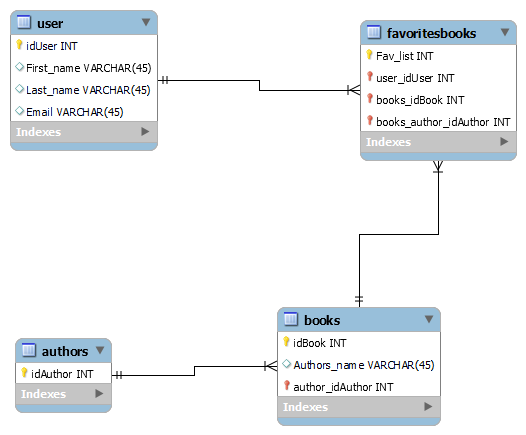 user
idUser INT
First_name VARCHAR(45)
Last_name VARCHAR(45)
Email VARCHAR(45)
Indexes
favoritesbooks
Fav_list INT
user_idUser INT
books_idBook INT
books_author_idAuthor INT
Indexes
authors
idAuthor INT
Indexes
books
idBook INT
Authors_name VARCHAR(45)
author_idAuthor INT
Indexes